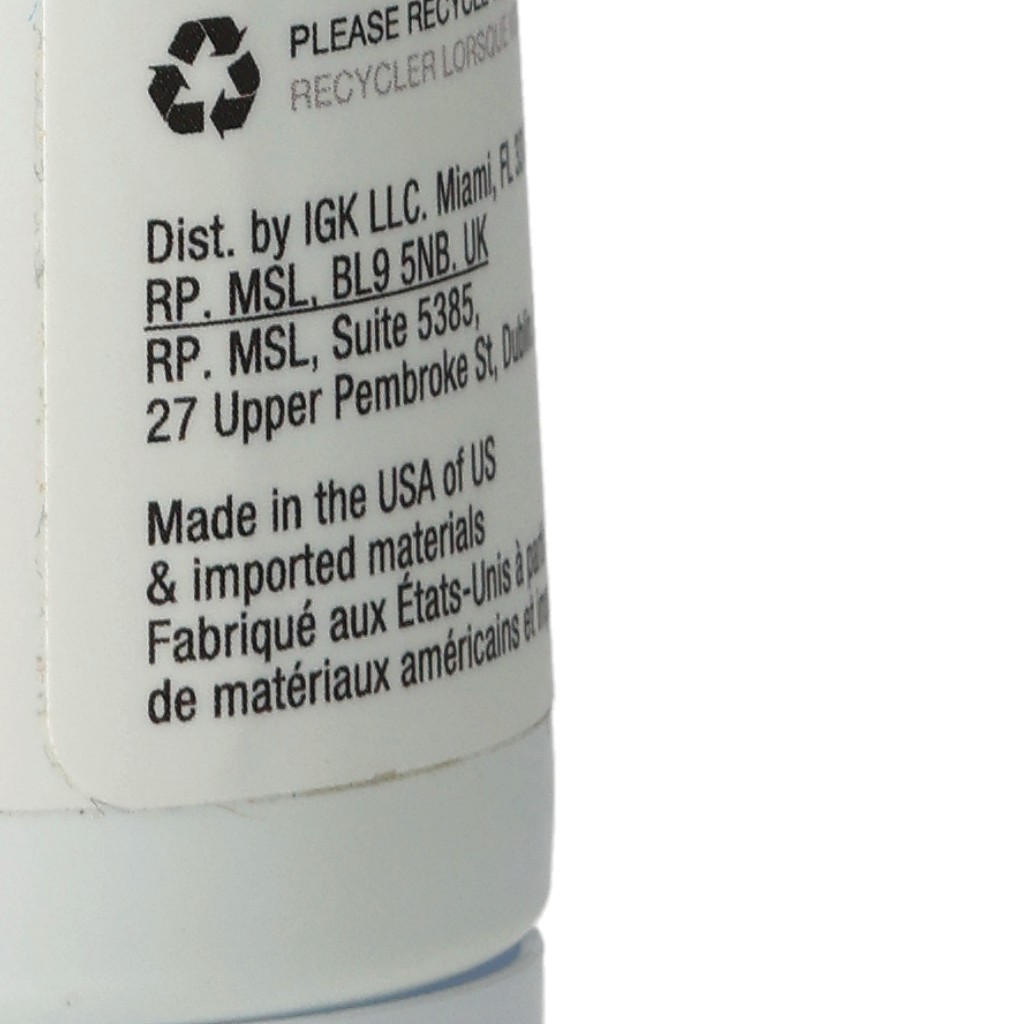 PLEASE RECYCLE
RECYCLER LORSQUE
Dist. by IGK LLC. Miami, FL
RP. MSL, BL9 5NB. UK
RP. MSL, Suite 5385,
27 Upper Pembroke St, Dublin
Made in the USA of US
& imported materials
Fabriqué aux États-Unis à
de matériaux américains et